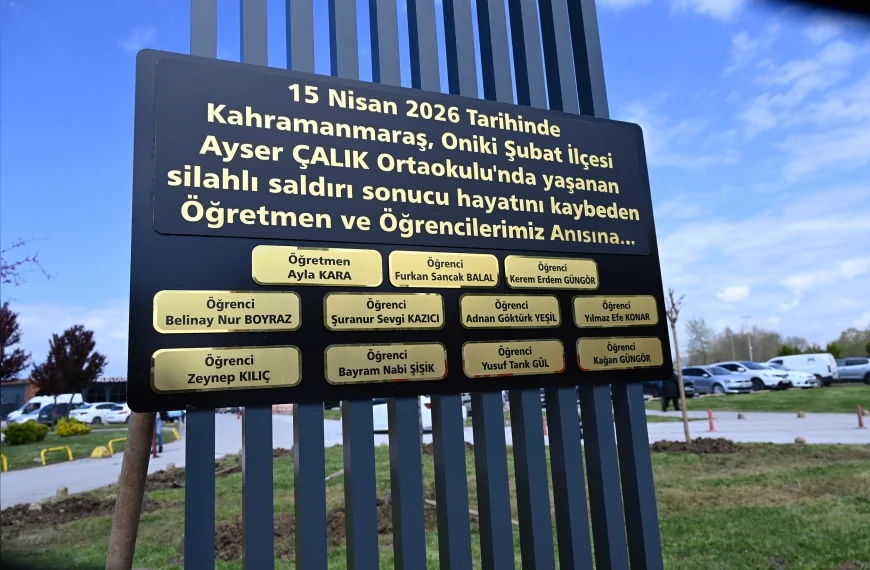 15 Nisan 2026 Tarihinde
Kahramanmaraş, Oniki Şubat İlçesi
Ayser ÇALIK Ortaokulu'nda yaşanan
silahlı saldırı sonucu hayatını kaybeden
Öğretmen ve Öğrencilerimiz Anısına...
Öğretmen
Ayla KARA
Öğrenci
Furkan Sancak BALAL
Öğrenci
Kerem Erdem GÜNGÖR
Öğrenci
Belinay Nur BOYRAZ
Öğrenci
Şuranur Sevgi KAZICI
Öğrenci
Adnan Göktürk YEŞİL
Öğrenci
Yılmaz Efe KONAR
Öğrenci
Zeynep KILIÇ
Öğrenci
Bayram Nabi ŞİŞİK
Öğrenci
Yusuf Tarık GÜL
Öğrenci
Kağan GÜNGÖR